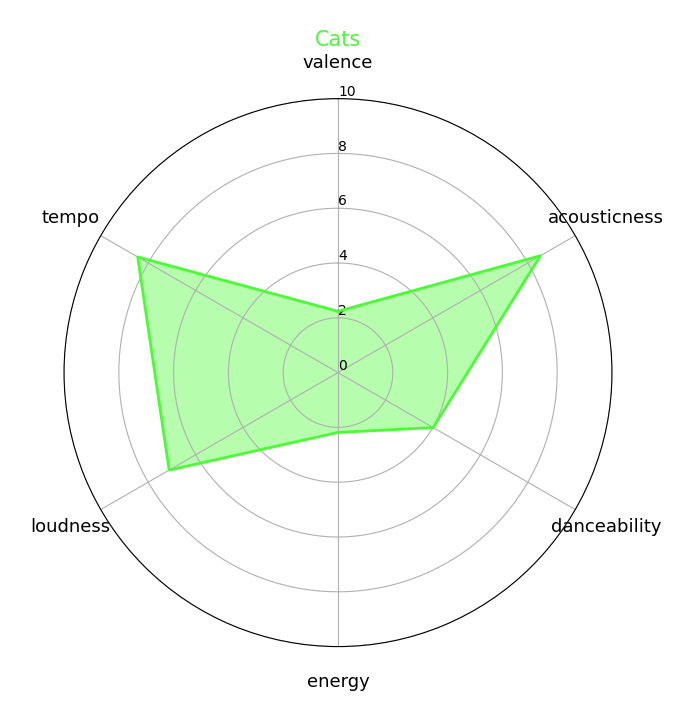 Cats
valence
10
8
tempo
6
acousticness
4
2
0
loudness
danceability
energy